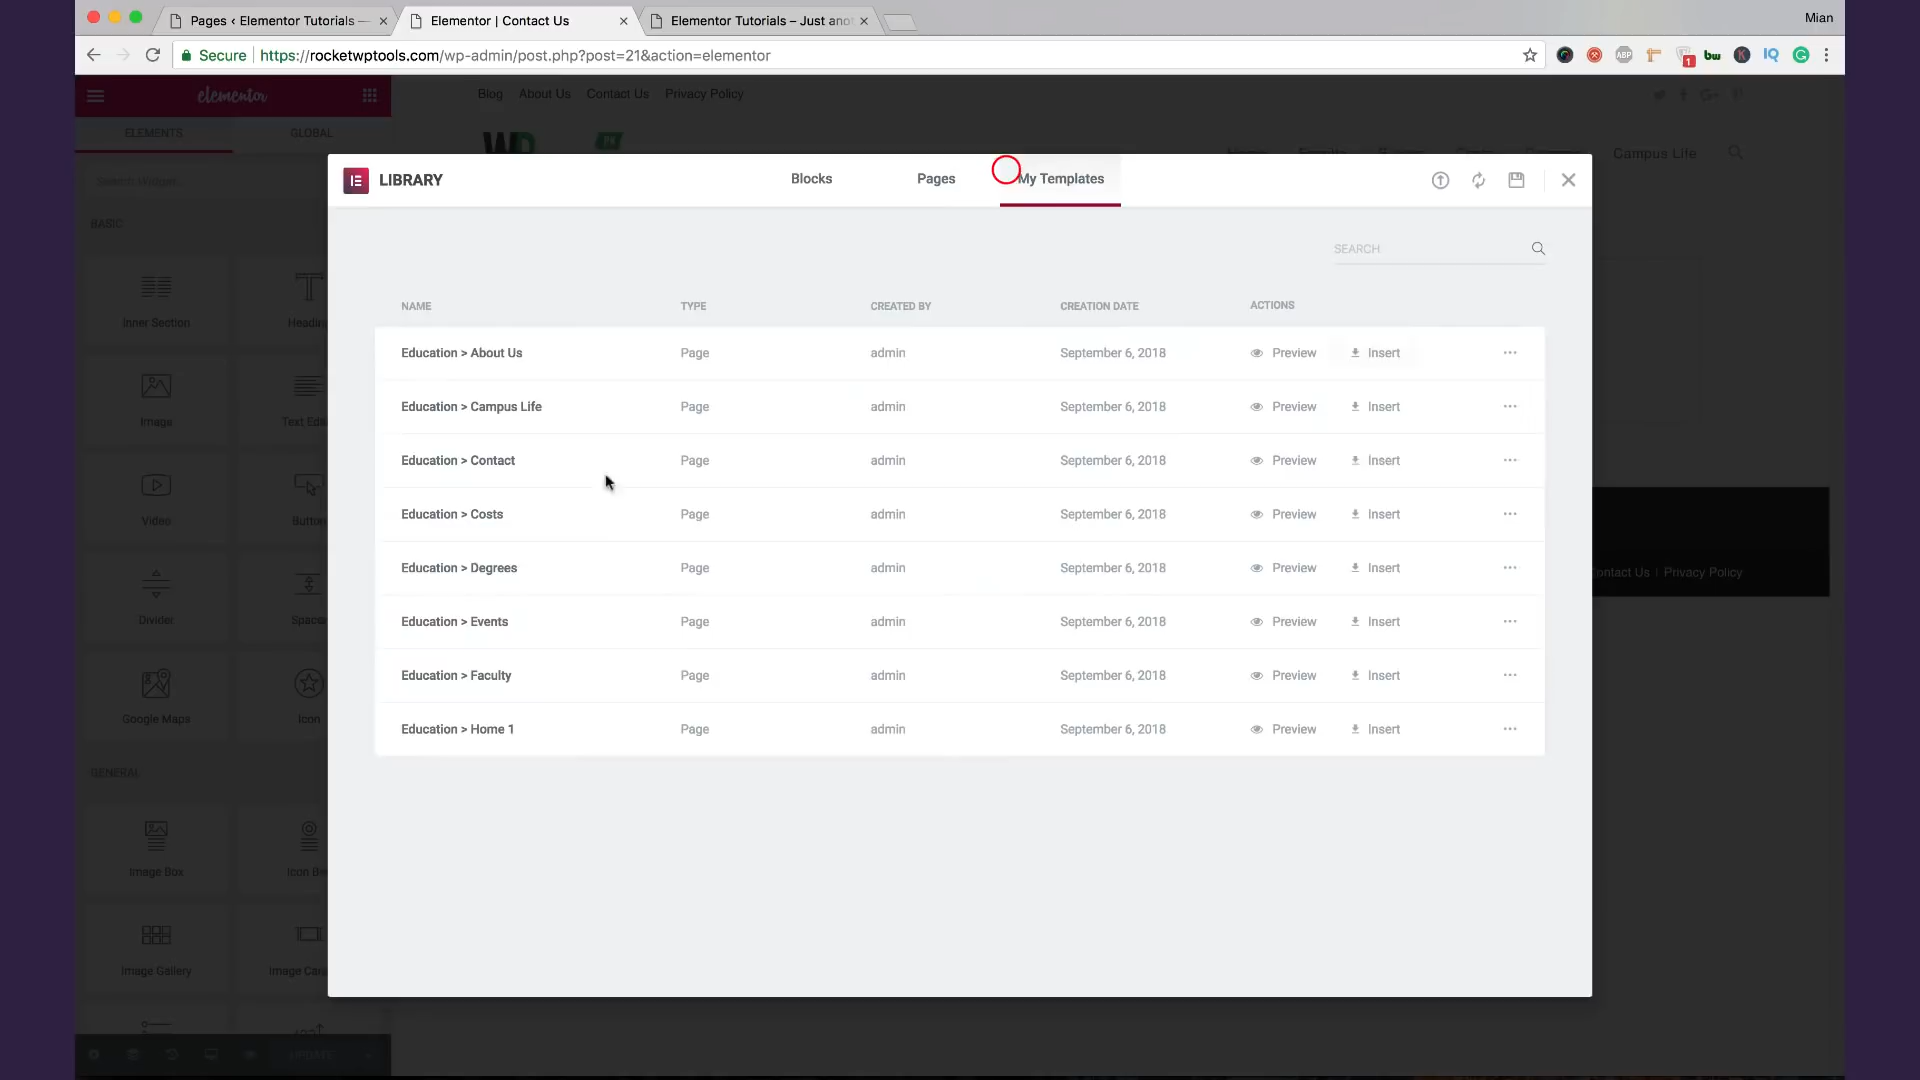 Pages ‹ Elementor Tutorials —
Elementor | Contact Us
Elementor Tutorials – Just ano
Mian
Secure
https://rocketwptools.com/wp-admin/post.php?post=21&action=elementor
ABP
1
bw
K
IQ
elementor
Blog About Us Contact Us Privacy Policy
ELEMENTS GLOBAL
Campus Life
LIBRARY
Blocks
Pages
My Templates
Search Widget...
SEARCH
BASIC
NAME TYPE CREATED BY CREATION DATE ACTIONS
Education > About Us Page admin September 6, 2018 Preview Insert
Education > Campus Life Page admin September 6, 2018 Preview Insert
Education > Contact Page admin September 6, 2018 Preview Insert
Education > Costs Page admin September 6, 2018 Preview Insert
Education > Degrees Page admin September 6, 2018 Preview Insert
Education > Events Page admin September 6, 2018 Preview Insert
Education > Faculty Page admin September 6, 2018 Preview Insert
Education > Home 1 Page admin September 6, 2018 Preview Insert
Inner Section
Headin
Image
Text Edi
Video
Button
Divider
Space
Google Maps
Icon
GENERAL
Image Box
Icon B
Image Gallery
Image Car
ontact Us | Privacy Policy
UPDATE